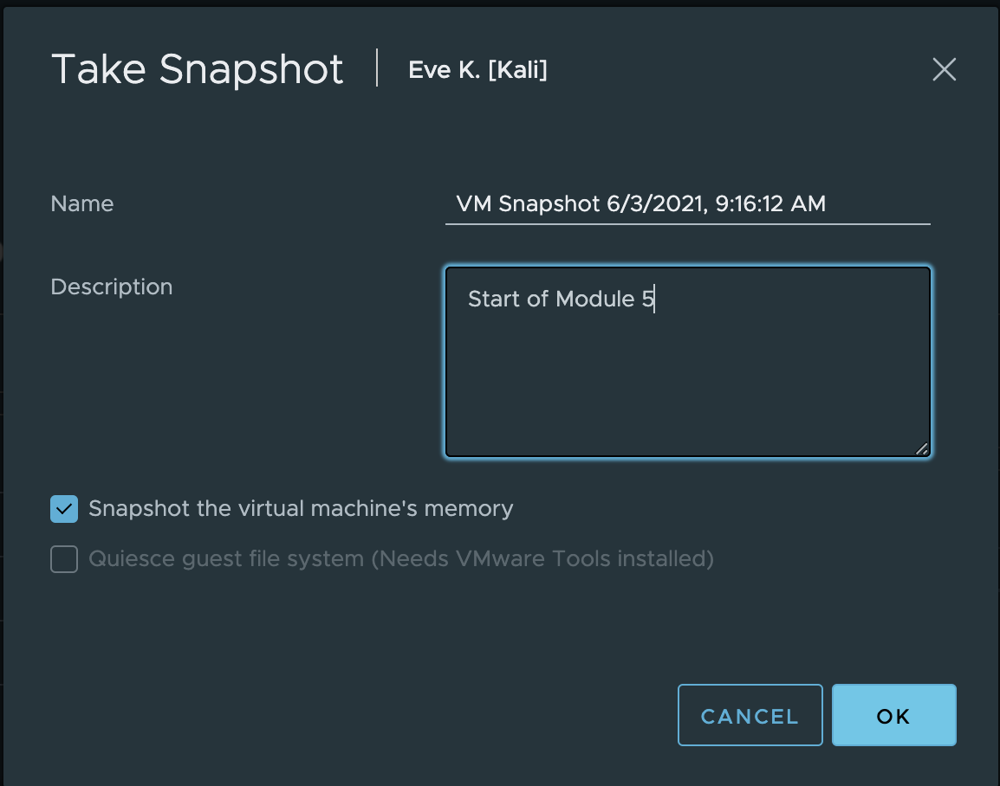 Take Snapshot
Eve K. [Kali]
Name
VM Snapshot 6/3/2021, 9:16:12 AM
Description
Start of Module 5
Snapshot the virtual machine's memory
Quiesce guest file system (Needs VMware Tools installed)
CANCEL
OK